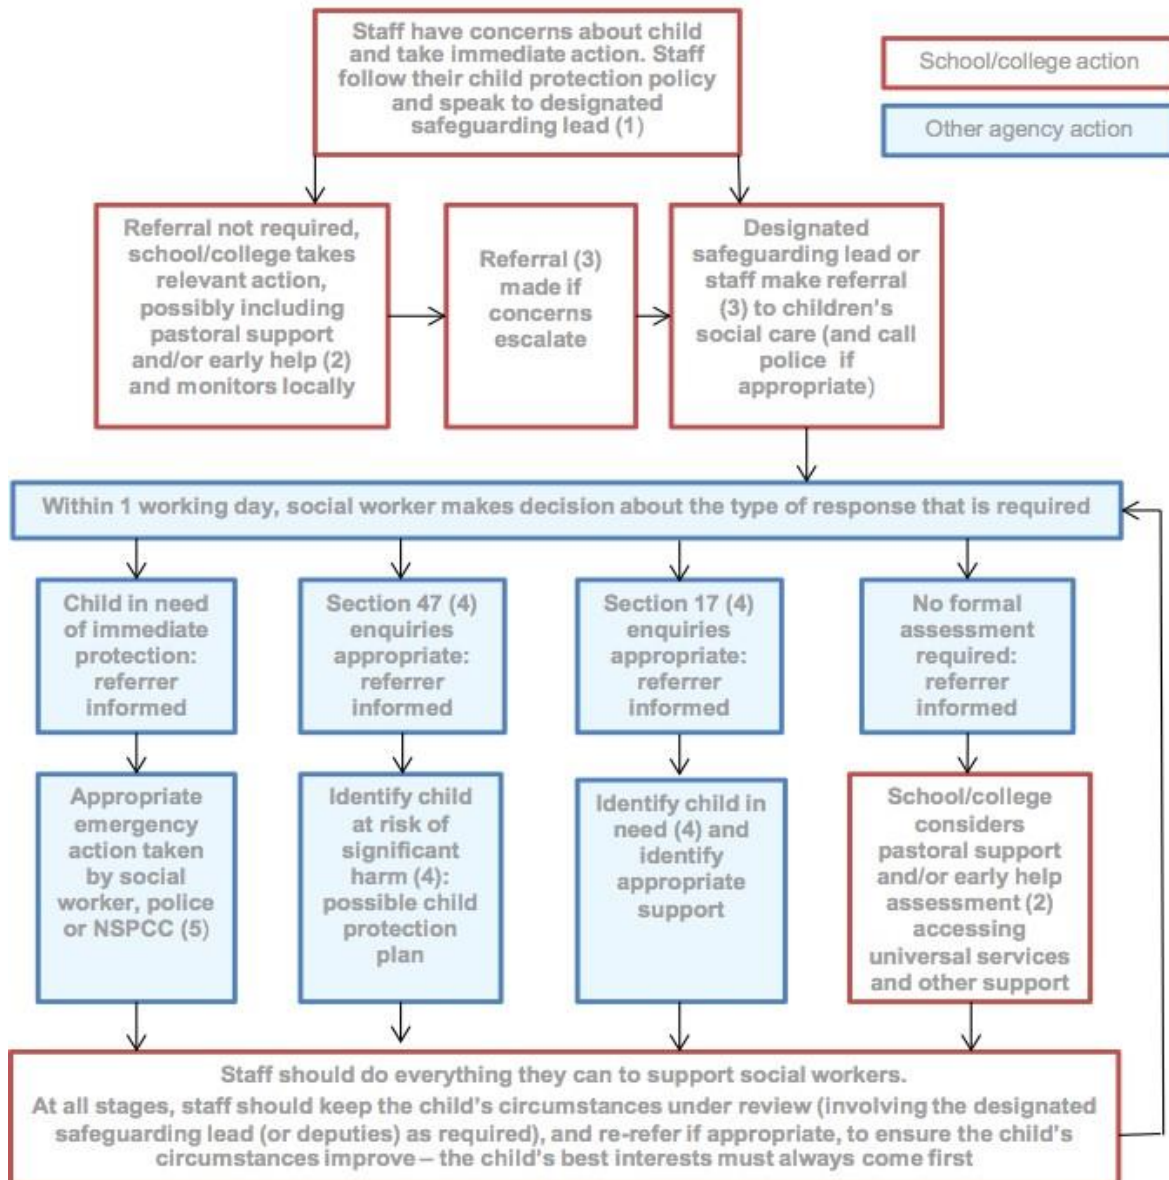 Staff have concerns about child
and take immediate action. Staff
follow their child protection policy
and speak to designated
safeguarding lead (1)
School/college action
Other agency action
Referral not required,
school/college takes
relevant action,
possibly including
pastoral support
and/or early help (2)
and monitors locally
Referral (3)
made if
concerns
escalate
Designated
safeguarding lead or
staff make referral
(3) to children's
social care (and call
police if
appropriate)
Within 1 working day, social worker makes decision about the type of response that is required
Child in need
of immediate
protection:
referrer
informed
Section 47 (4)
enquiries
appropriate:
referrer
informed
Section 17 (4)
enquiries
appropriate:
referrer
informed
No formal
assessment
required:
referrer
informed
Appropriate
emergency
action taken
by social
worker, police
or NSPCC (5)
Identify child
at risk of
significant
harm (4):
possible child
protection
plan
Identify child in
need (4) and
identify
appropriate
support
School/college
considers
pastoral support
and/or early help
assessment (2)
accessing
universal services
and other support
Staff should do everything they can to support social workers.
At all stages, staff should keep the child's circumstances under review (involving the designated
safeguarding lead (or deputies) as required), and re-refer if appropriate, to ensure the child's
circumstances improve – the child's best interests must always come first